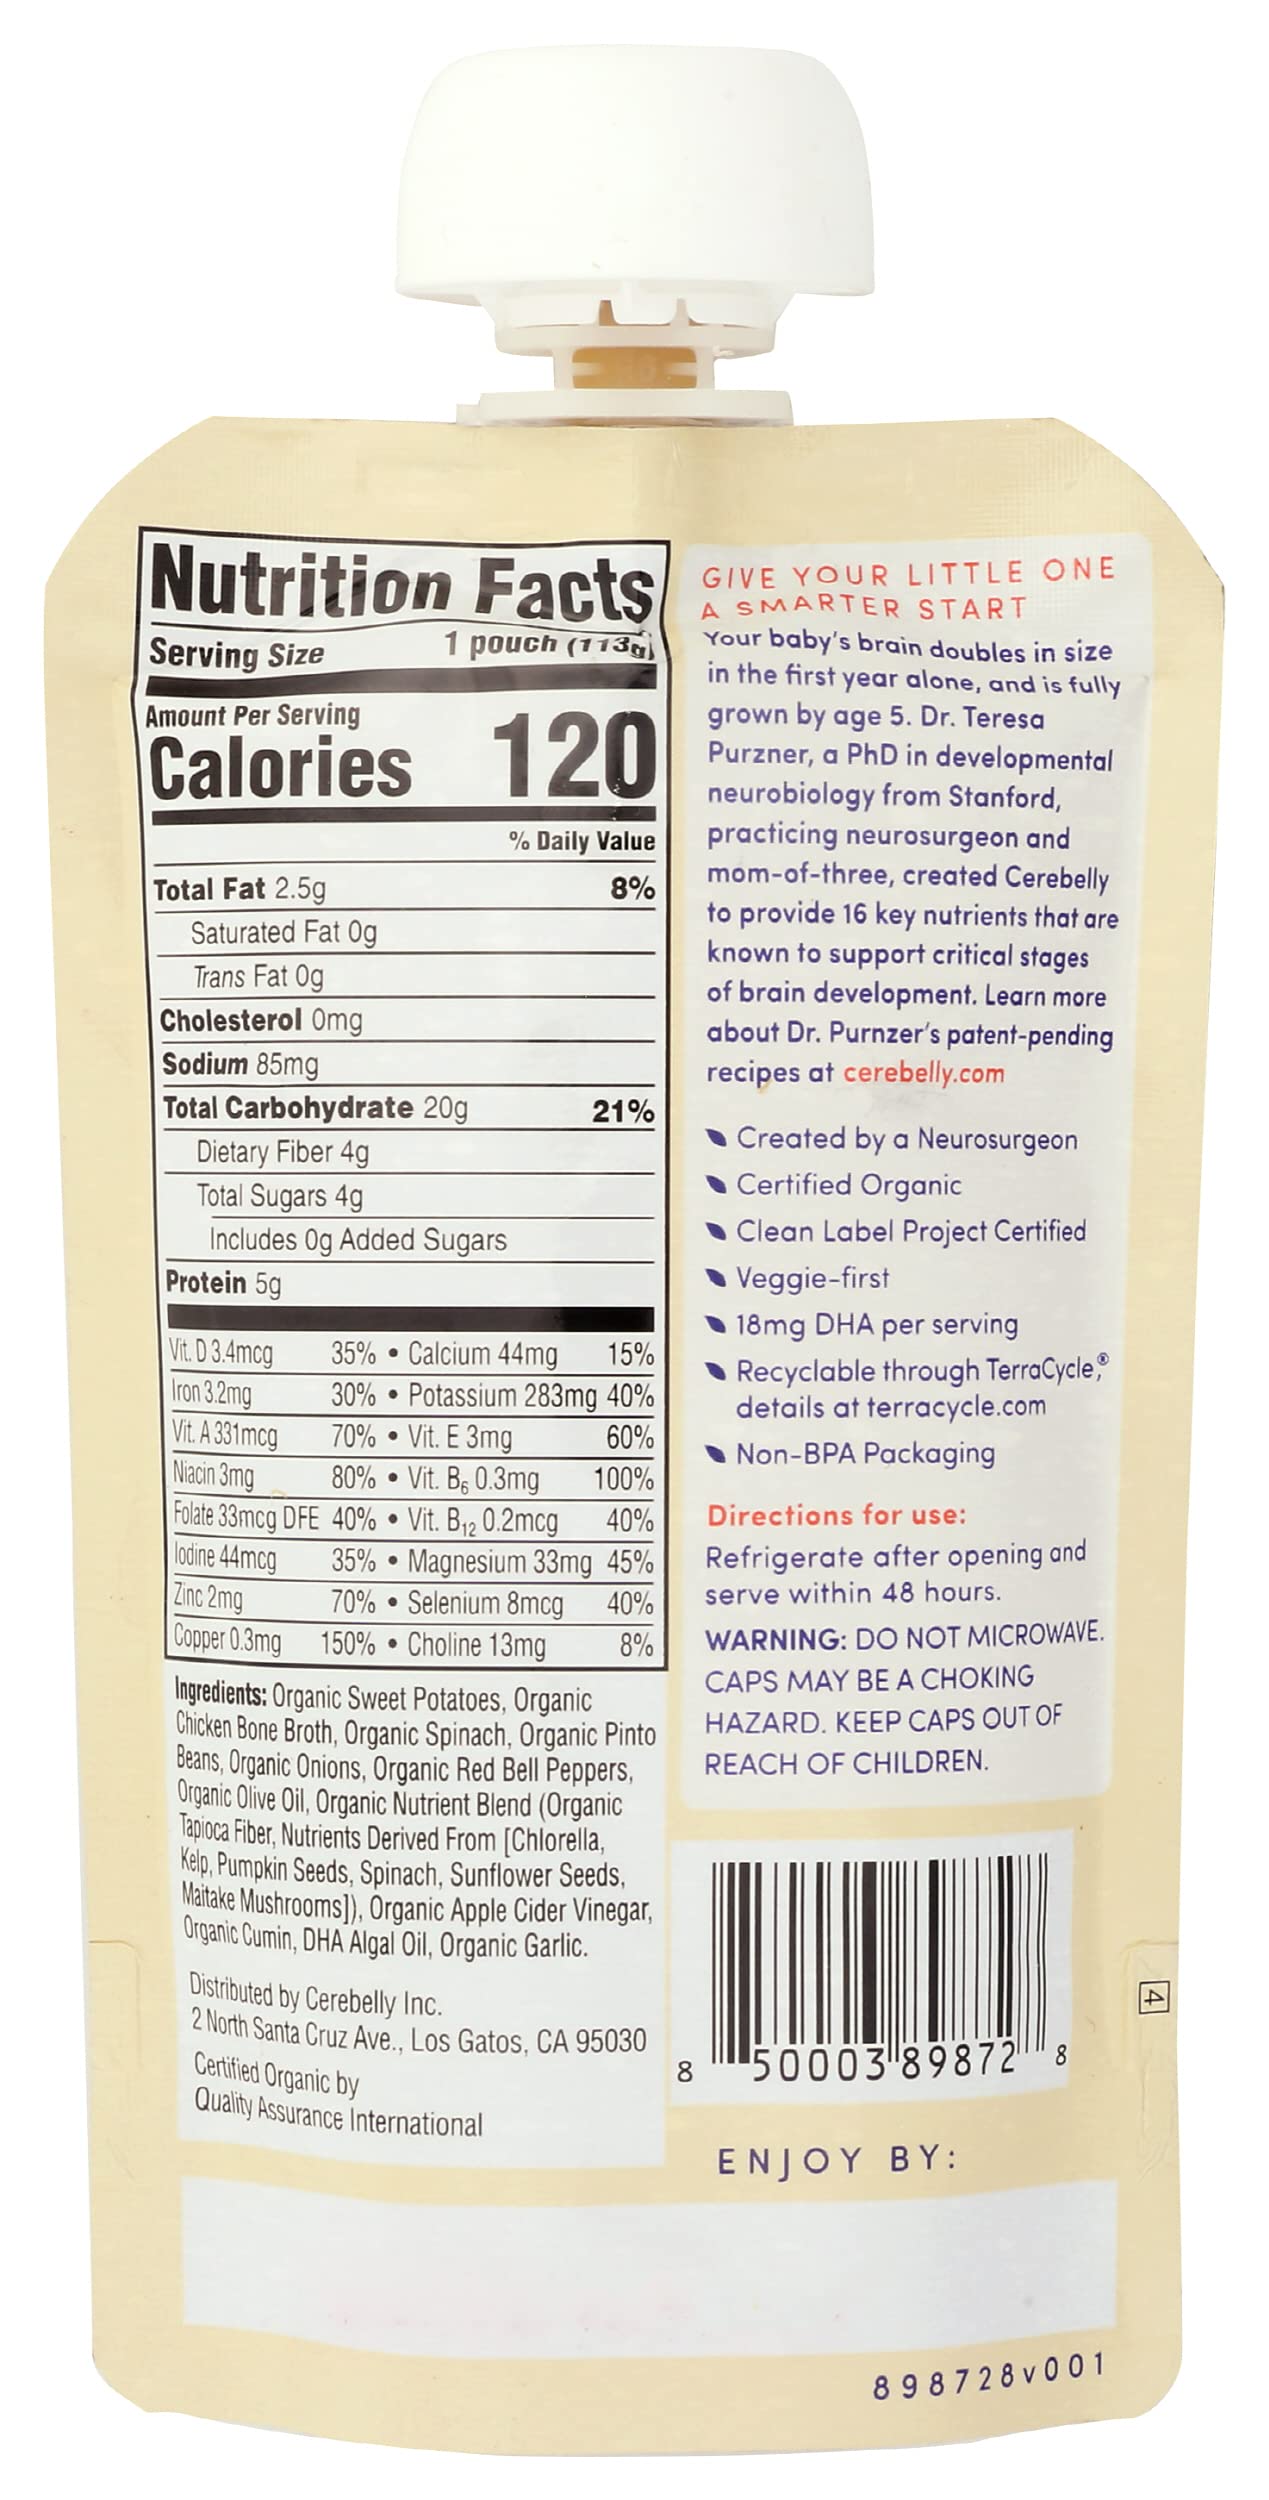 Nutrition Facts
Serving Size 1 pouch (113g)
Amount Per Serving
Calories 120
% Daily Value
Total Fat 2.5g 8%
Saturated Fat 0g
Trans Fat 0g
Cholesterol 0mg
Sodium 85mg
Total Carbohydrate 20g 21%
Dietary Fiber 4g
Total Sugars 4g
Includes 0g Added Sugars
Protein 5g
Vit. D 3.4mcg 35% • Calcium 44mg 15%
Iron 3.2mg 30% • Potassium 283mg 40%
Vit. A 331mcg 70% • Vit. E 3mg 60%
Niacin 3mg 80% • Vit. B6 0.3mg 100%
Folate 33mcg DFE 40% • Vit. B12 0.2mcg 40%
Iodine 44mcg 35% • Magnesium 33mg 45%
Zinc 2mg 70% • Selenium 8mcg 40%
Copper 0.3mg 150% • Choline 13mg 8%
Ingredients: Organic Sweet Potatoes, Organic
Chicken Bone Broth, Organic Spinach, Organic Pinto
Beans, Organic Onions, Organic Red Bell Peppers,
Organic Olive Oil, Organic Nutrient Blend (Organic
Tapioca Fiber, Nutrients Derived From [Chlorella,
Kelp, Pumpkin Seeds, Spinach, Sunflower Seeds,
Maitake Mushrooms]), Organic Apple Cider Vinegar,
Organic Cumin, DHA Algal Oil, Organic Garlic.
Distributed by Cerebelly Inc.
2 North Santa Cruz Ave., Los Gatos, CA 95030
Certified Organic by
Quality Assurance International
GIVE YOUR LITTLE ONE
A SMARTER START
Your baby's brain doubles in size
in the first year alone, and is fully
grown by age 5. Dr. Teresa
Purzner, a PhD in developmental
neurobiology from Stanford,
practicing neurosurgeon and
mom-of-three, created Cerebelly
to provide 16 key nutrients that are
known to support critical stages
of brain development. Learn more
about Dr. Purnzer's patent-pending
recipes at cerebelly.com
Created by a Neurosurgeon
Certified Organic
Clean Label Project Certified
Veggie-first
18mg DHA per serving
Recyclable through TerraCycle®,
details at terracycle.com
Non-BPA Packaging
Directions for use:
Refrigerate after opening and
serve within 48 hours.
WARNING: DO NOT MICROWAVE.
CAPS MAY BE A CHOKING
HAZARD. KEEP CAPS OUT OF
REACH OF CHILDREN.
8 50003 89872 8
4
ENJOY BY:
898728v001